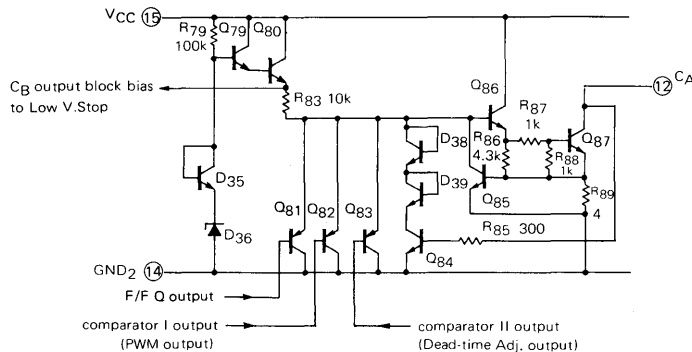 VCC 15
R79
100k
Q79
Q80
CB output block bias
to Low V.Stop
R83 10k
Q86
R87
1k
12 CA
D38
R86
4.3k
Q87
R88
1k
D35
D39
Q85
R89
4
Q81
Q82
Q83
D36
R85 300
Q84
GND2 14
F/F Q output
comparator I output
(PWM output)
comparator II output
(Dead-time Adj. output)